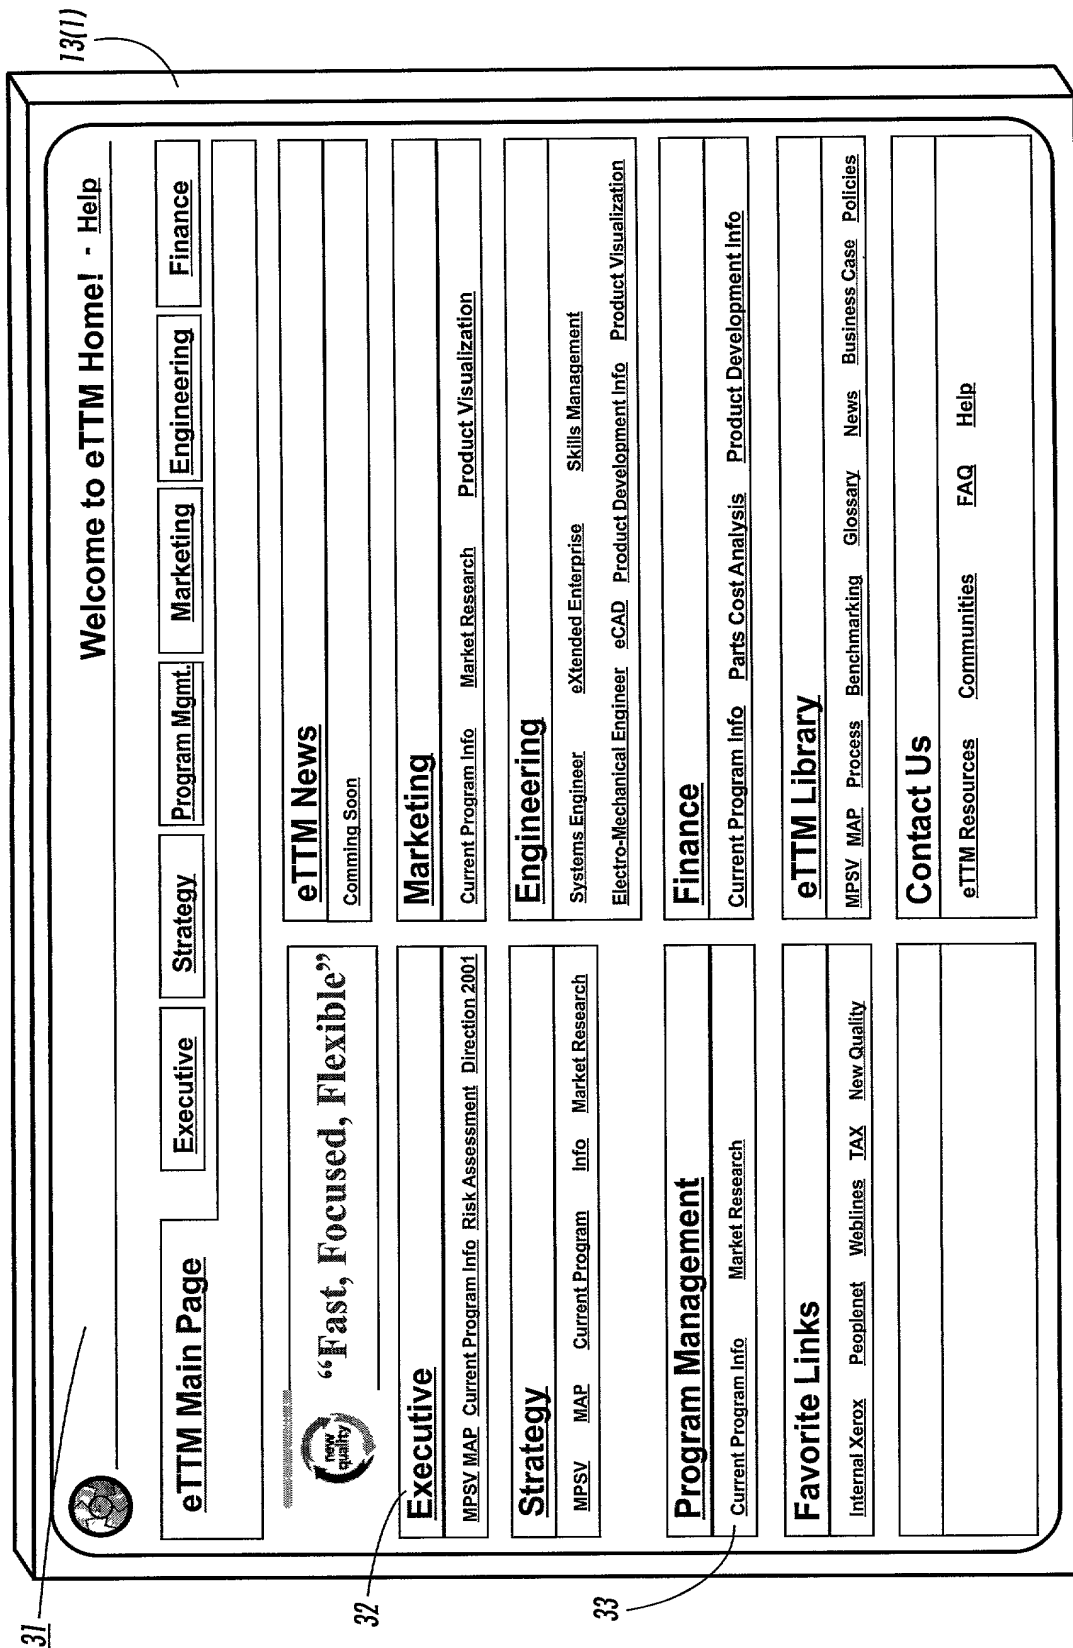 13(1)
31
Welcome to eTTM Home! - Help
eTTM Main Page
Executive
Strategy
Program Mgmt.
Marketing
Engineering
Finance
new
quality
“Fast, Focused, Flexible”
eTTM News
Comming Soon
32
Executive
MPSV MAP Current Program Info Risk Assessment Direction 2001
Marketing
Current Program Info Market Research Product Visualization
Strategy
MPSV MAP Current Program Info Market Research
Engineering
Systems Engineer eXtended Enterprise Skills Management
Electro-Mechanical Engineer eCAD Product Development Info Product Visualization
33
Program Management
Current Program Info Market Research
Finance
Current Program Info Parts Cost Analysis Product Development Info
Favorite Links
Internal Xerox Peoplenet Weblines TAX New Quality
eTTM Library
MPSV MAP Process Benchmarking Glossary News Business Case Policies
Contact Us
eTTM Resources Communities FAQ Help